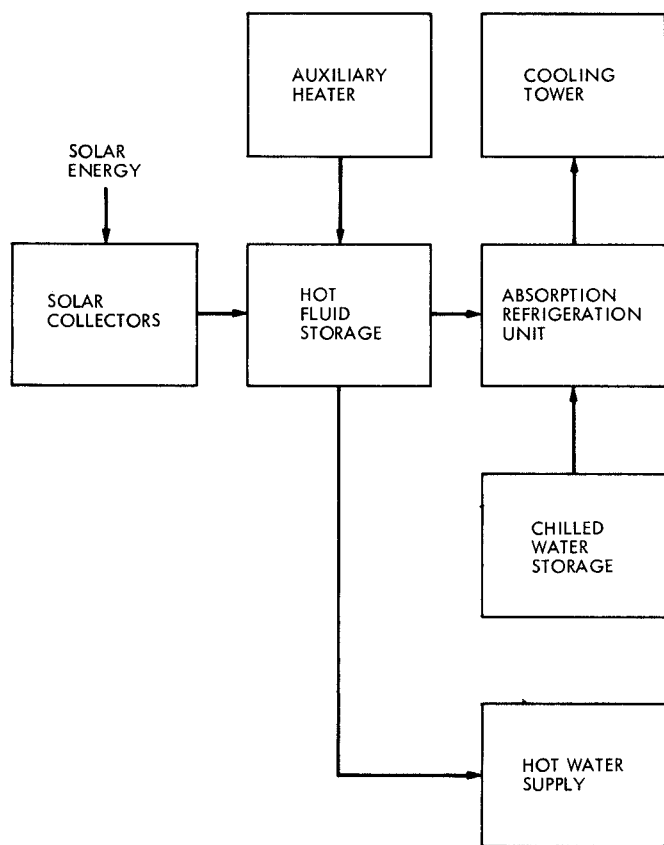 AUXILIARY
HEATER
COOLING
TOWER
SOLAR
ENERGY
SOLAR
COLLECTORS
HOT
FLUID
STORAGE
ABSORPTION
REFRIGERATION
UNIT
CHILLED
WATER
STORAGE
HOT WATER
SUPPLY